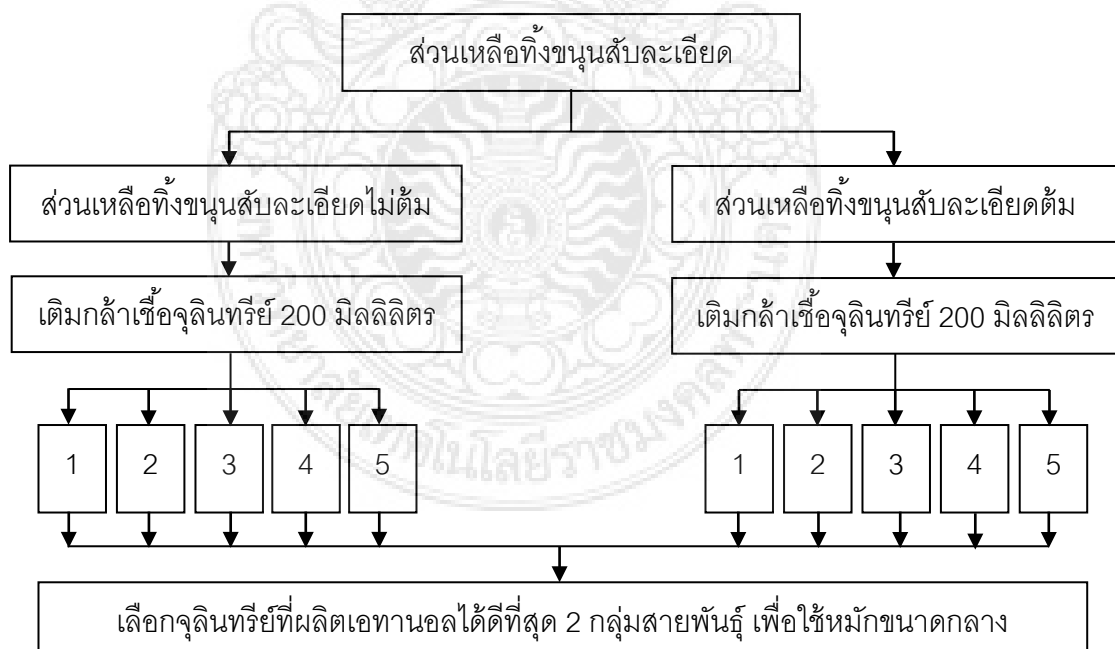 ส่วนเหลือทิ้งขนุนสับละเอียด
ส่วนเหลือทิ้งขนุนสับละเอียดไม่ต้ม
ส่วนเหลือทิ้งขนุนสับละเอียดต้ม
เติมกล้าเชื้อจุลินทรีย์ 200 มิลลิลิตร
เติมกล้าเชื้อจุลินทรีย์ 200 มิลลิลิตร
1 2 3 4 5
1 2 3 4 5
เลือกจุลินทรีย์ที่ผลิตเอทานอลได้ดีที่สุด 2 กลุ่มสายพันธุ์ เพื่อใช้หมักขนาดกลาง